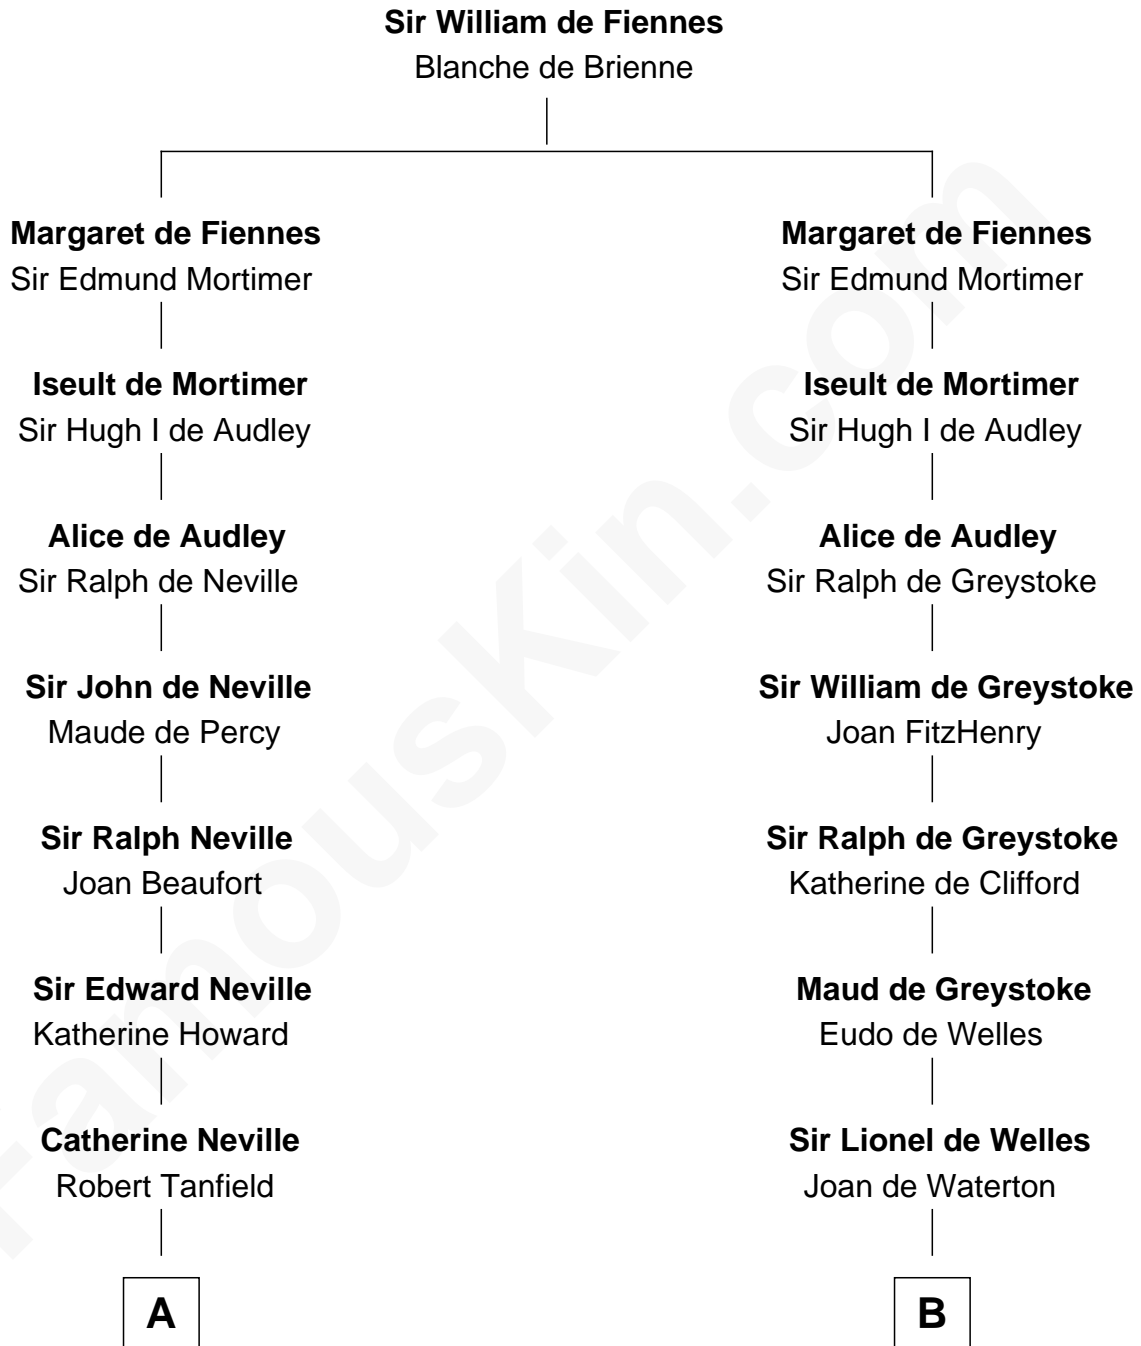 Sir William de Fiennes
Blanche de Brienne
Margaret de Fiennes
Sir Edmund Mortimer
Iseult de Mortimer
Sir Hugh I de Audley
Alice de Audley
Sir Ralph de Neville
Sir John de Neville
Maude de Percy
Sir Ralph Neville
Joan Beaufort
Sir Edward Neville
Katherine Howard
Catherine Neville
Robert Tanfield
A
Margaret de Fiennes
Sir Edmund Mortimer
Iseult de Mortimer
Sir Hugh I de Audley
Alice de Audley
Sir Ralph de Greystoke
Sir William de Greystoke
Joan FitzHenry
Sir Ralph de Greystoke
Katherine de Clifford
Maud de Greystoke
Eudo de Welles
Sir Lionel de Welles
Joan de Waterton
B
FamousKin.com